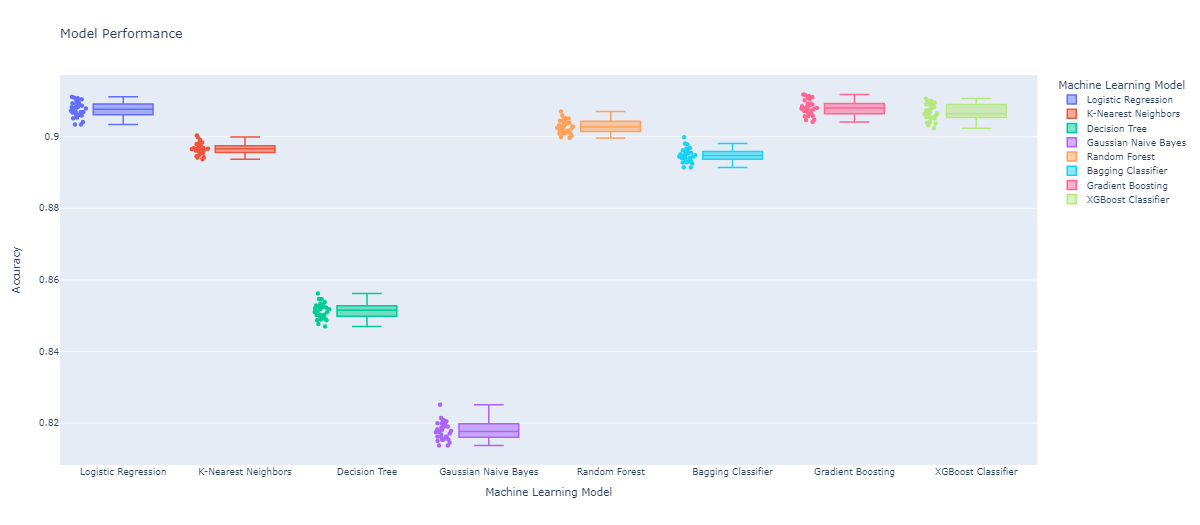 Model Performance
Machine Learning Model
Logistic Regression
K-Nearest Neighbors
Decision Tree
Gaussian Naive Bayes
Random Forest
Bagging Classifier
Gradient Boosting
XGBoost Classifier
0.9
0.88
0.86
0.84
0.82
Accuracy
Logistic Regression K-Nearest Neighbors Decision Tree Gaussian Naive Bayes Random Forest Bagging Classifier Gradient Boosting XGBoost Classifier
Machine Learning Model